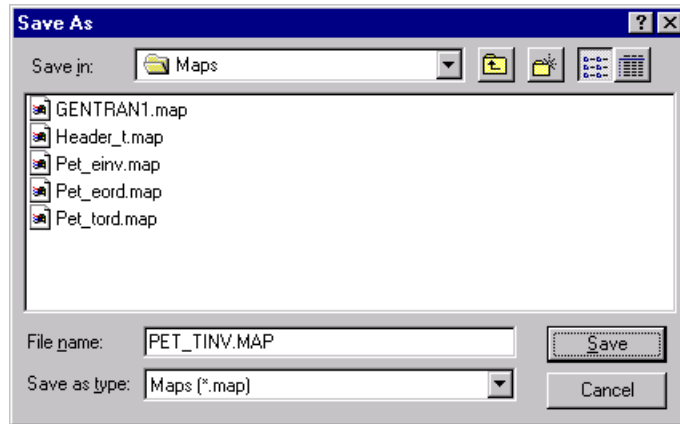 Save As
Save in: Maps
GENTRAN1.map
Header_t.map
Pet_einv.map
Pet_eord.map
Pet_tord.map
File name: PET_TINV.MAP Save
Save as type: Maps (*.map) Cancel